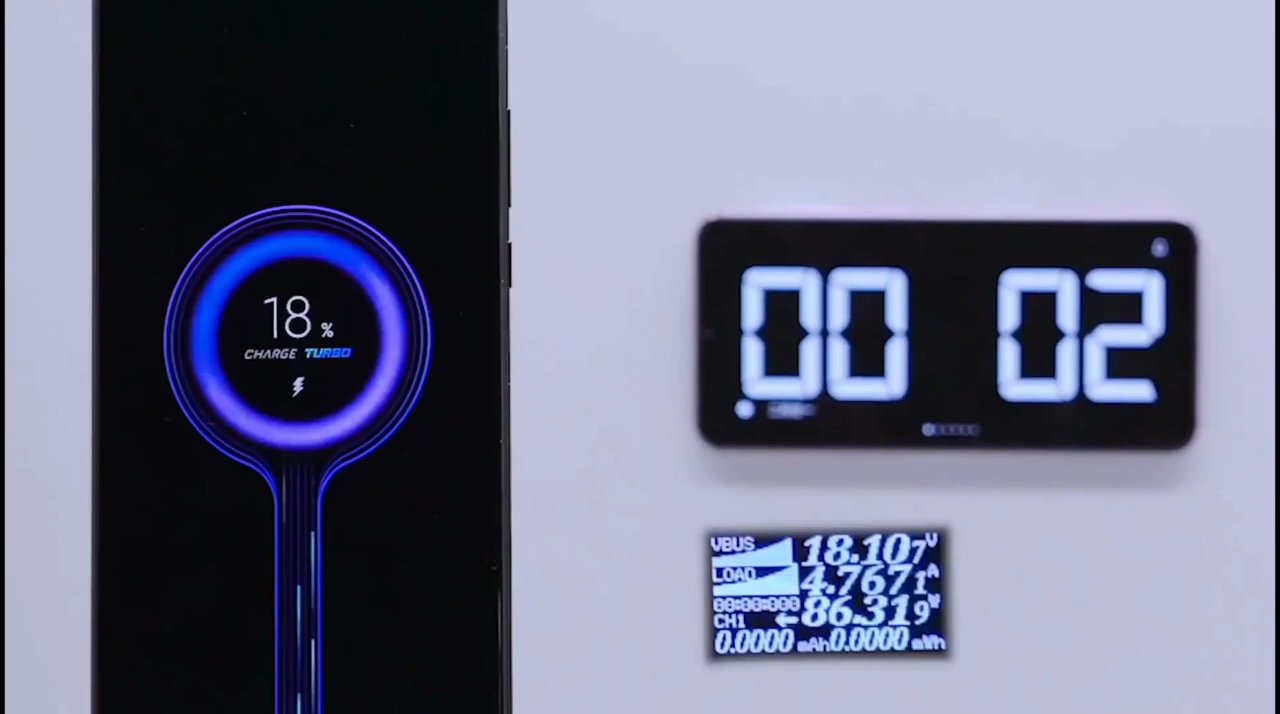 18 %
CHARGE TURBO
00 02
VBUS 18.107V
LOAD 4.7671A
00:00:000 ←86.319W
CH1
0.0000 mAh 0.0000 mWh